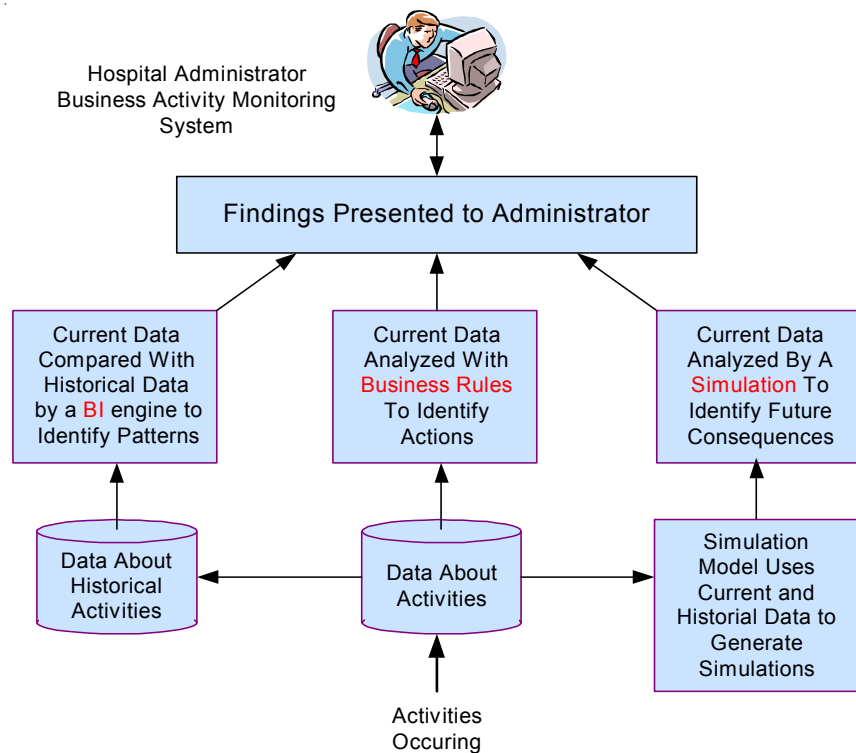 Hospital Administrator
Business Activity Monitoring
System
Findings Presented to Administrator
Current Data
Compared With
Historical Data
by a BI engine to
Identify Patterns
Current Data
Analyzed With
Business Rules
To Identify
Actions
Current Data
Analyzed By A
Simulation To
Identify Future
Consequences
Data About
Historical
Activities
Data About
Activities
Simulation
Model Uses
Current and
Historial Data to
Generate
Simulations
Activities
Occuring